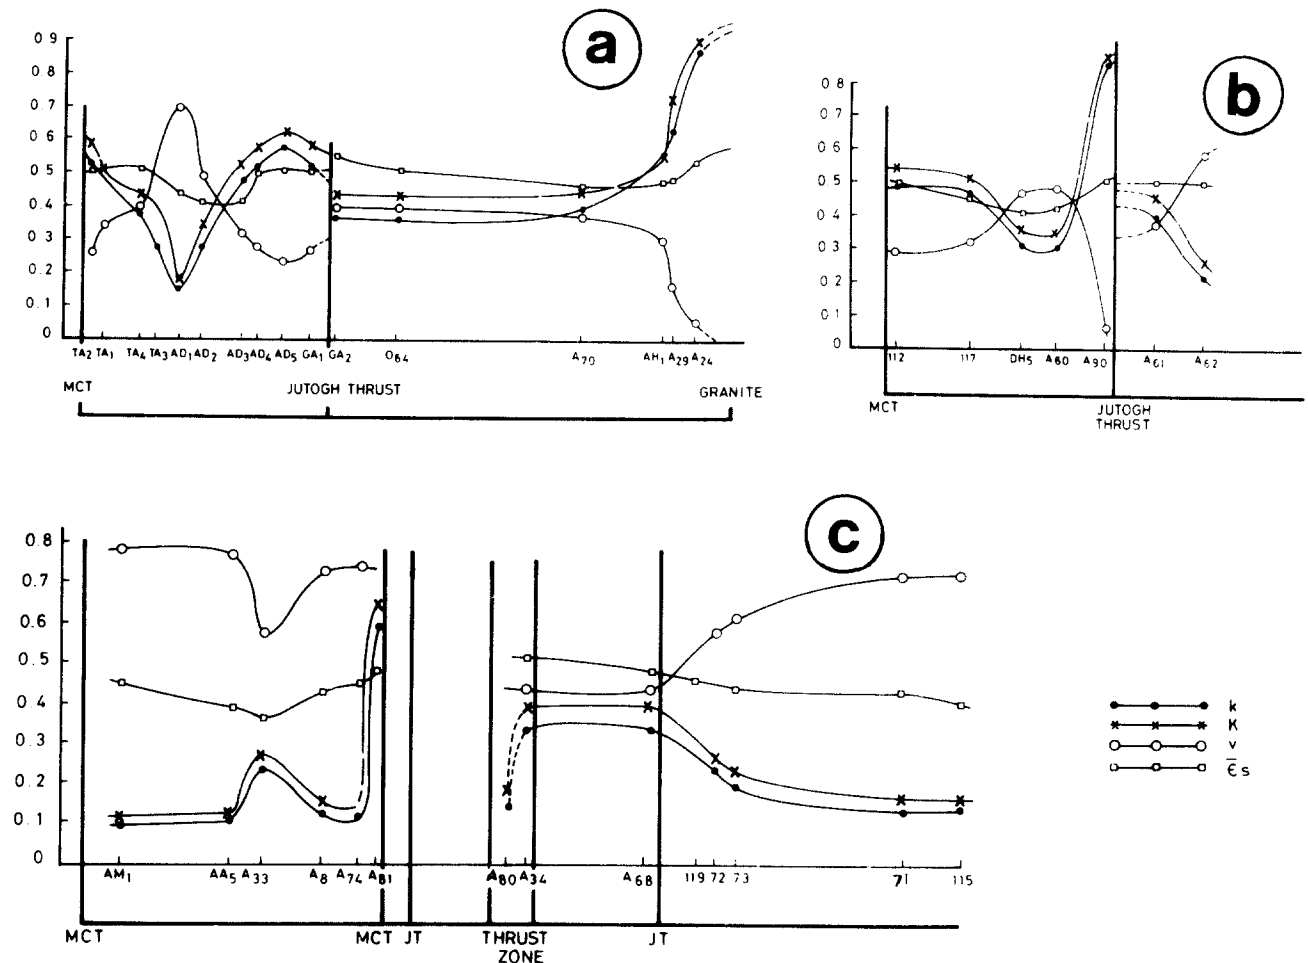 a
0 9
0 8
0 7
0 6
0 5
0 4
0 3
0 2
0 1
0
TA2 TA1 TA4 TA3 AD1 AD2 AD3 AD4 AD5 GA1 GA2 O64 A79 AH1 A29 A24
MCT JUTOGH THRUST GRANITE
b
0 8
0 7
0 6
0 5
0 4
0 3
0 2
0 1
0
112 117 DH5 A60 A90 A61 A62
MCT JUTOGH
THRUST
c
0.8
0.7
0.6
0.5
0.4
0.3
0.2
0.1
0
AM1 AA5 A33 A8 A74 A81 A80 A34 A68 119 72 73 71 115
MCT MCT JT THRUST JT
ZONE
k
K
ν
ε̄s